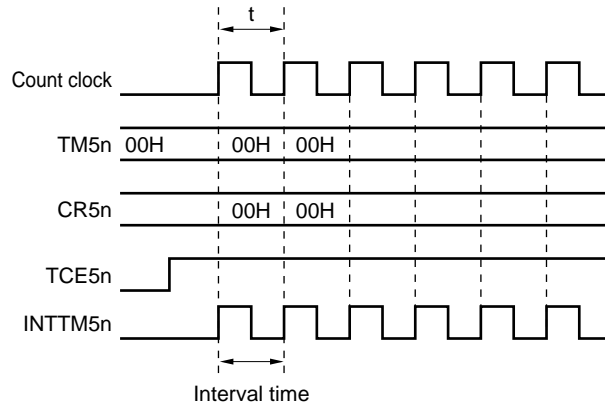 t
Count clock
TM5n 00H 00H 00H
CR5n 00H 00H
TCE5n
INTTM5n
Interval time